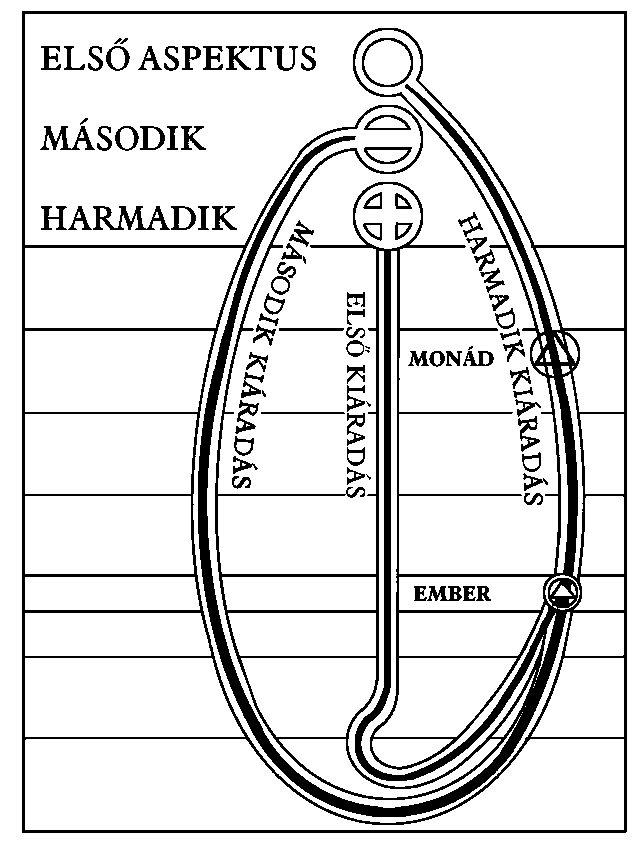 ELSŐ ASPEKTUS
MÁSODIK
HARMADIK
MÁSODIK KIÁRADÁS
ELSŐ KIÁRADÁS
HARMADIK KIÁRADÁS
MONÁD
EMBER